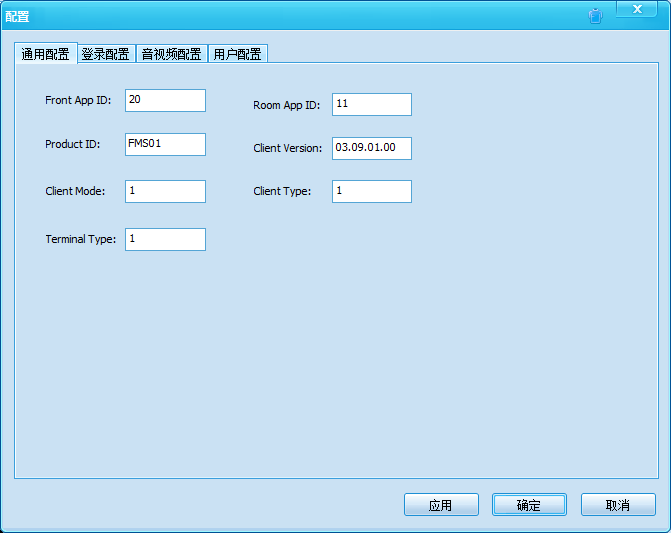 配置
通用配置 登录配置 音视频配置 用户配置
Front App ID: 20
Room App ID: 11
Product ID: FMS01
Client Version: 03.09.01.00
Client Mode: 1
Client Type: 1
Terminal Type: 1
应用 确定 取消